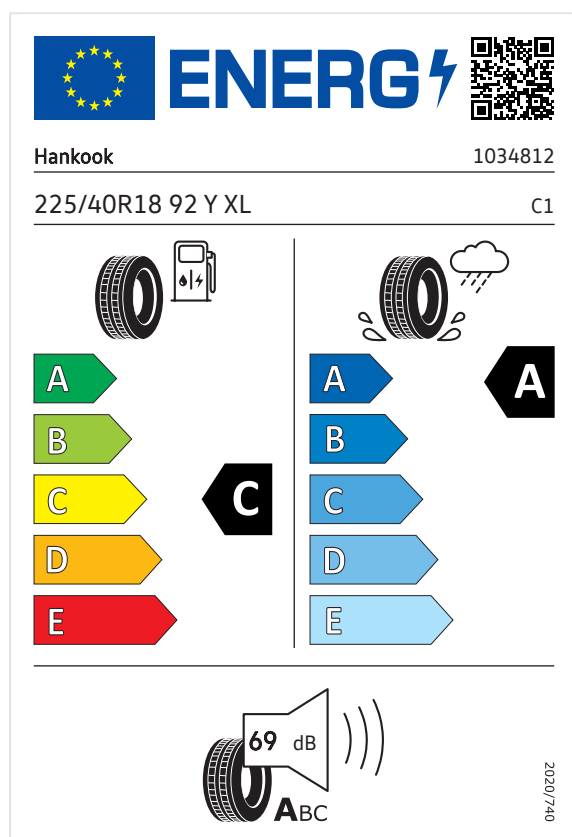 ENERG
Hankook 1034812
225/40R18 92 Y XL C1
A A A
B B
C C C
D D
E E
69 dB
ABC
2020/740